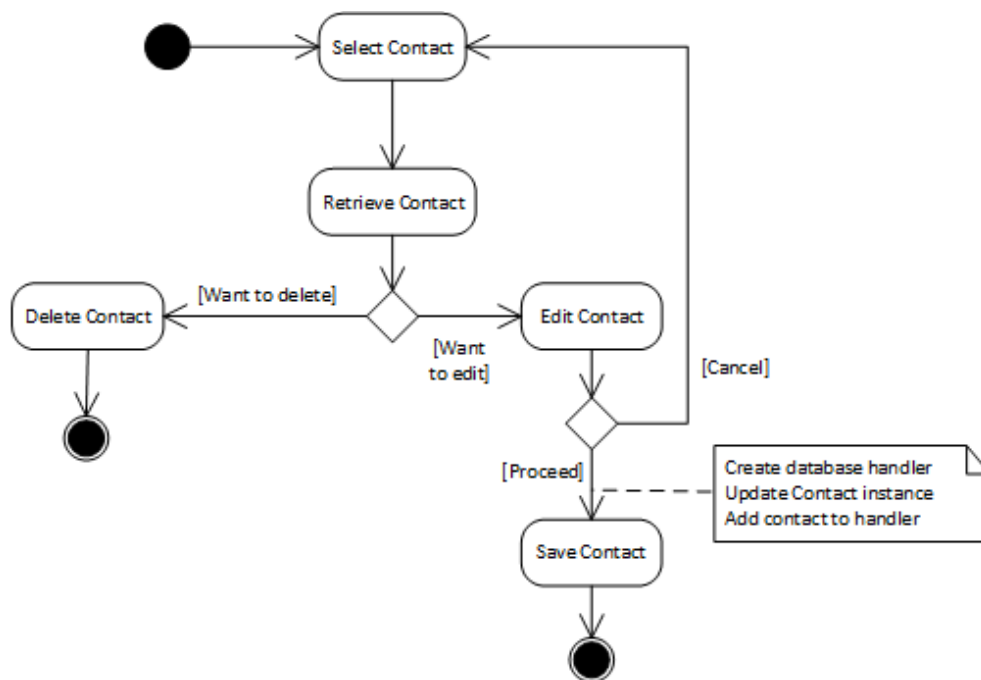 Select Contact
Retrieve Contact
[Want to delete]
Delete Contact
Edit Contact
[Want
to edit]
[Cancel]
[Proceed]
Create database handler
Update Contact instance
Add contact to handler
Save Contact